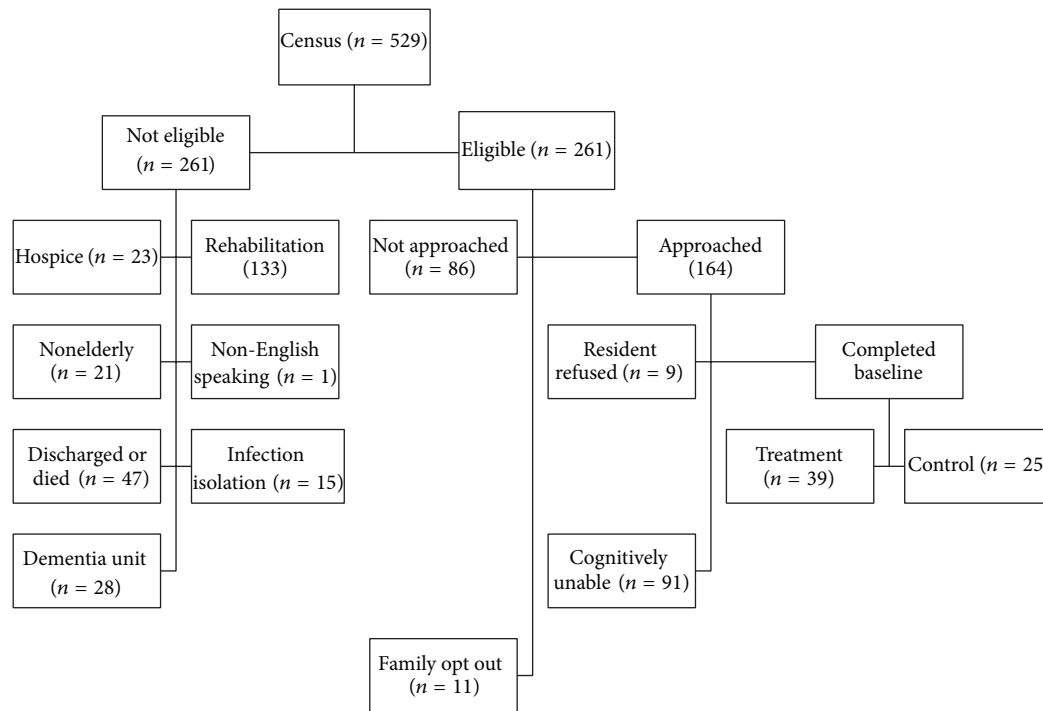 Census (n = 529)
Not eligible
(n = 261)
Eligible (n = 261)
Hospice (n = 23)
Rehabilitation
(133)
Not approached
(n = 86)
Approached
(164)
Nonelderly
(n = 21)
Non-English
speaking (n = 1)
Resident
refused (n = 9)
Completed
baseline
Discharged or
died (n = 47)
Infection
isolation (n = 15)
Treatment
(n = 39)
Control (n = 25
Dementia unit
(n = 28)
Cognitively
unable (n = 91)
Family opt out
(n = 11)